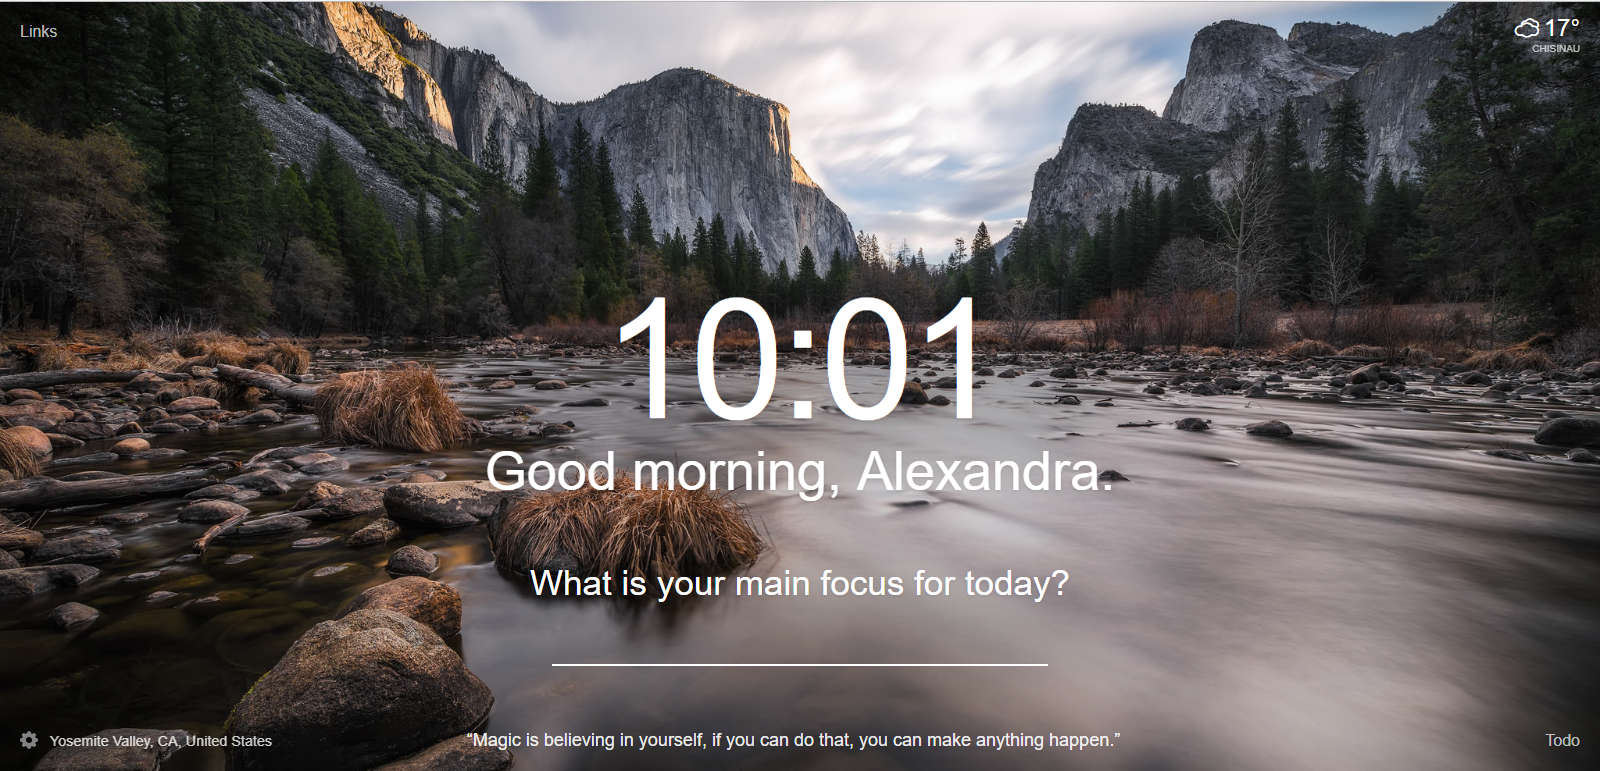 Links
17°
CHISINAU
10:01
Good morning, Alexandra.
What is your main focus for today?
Yosemite Valley, CA, United States
“Magic is believing in yourself, if you can do that, you can make anything happen.”
Todo